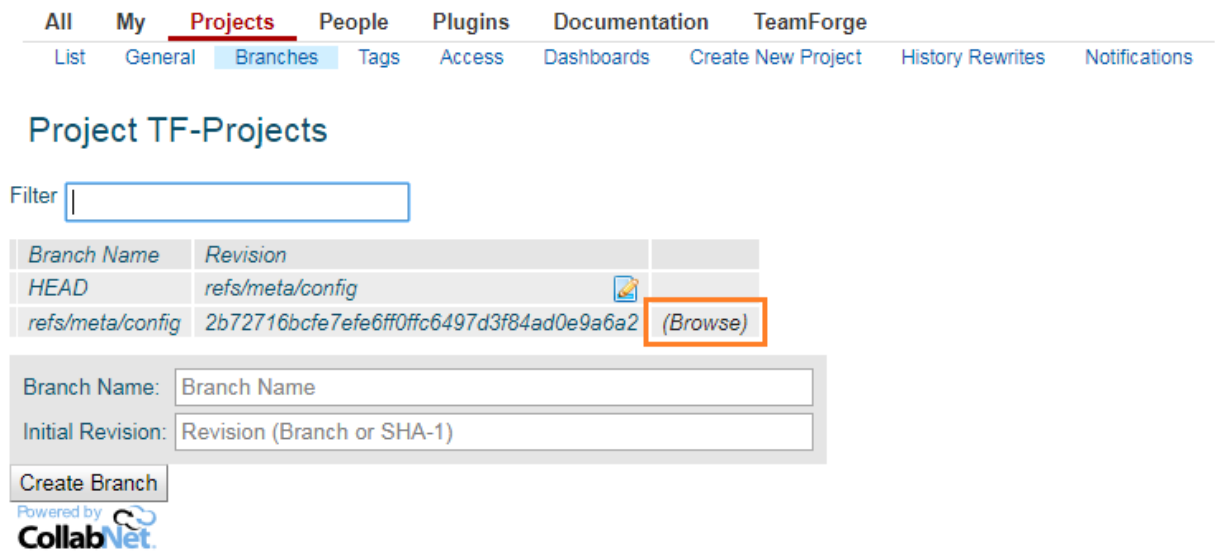 All My Projects People Plugins Documentation TeamForge
List General Branches Tags Access Dashboards Create New Project History Rewrites Notifications
Project TF-Projects
Filter
Branch Name Revision
HEAD refs/meta/config
refs/meta/config 2b72716bcfe7efe6ff0ffc6497d3f84ad0e9a6a2 (Browse)
Branch Name: Branch Name
Initial Revision: Revision (Branch or SHA-1)
Create Branch
Powered by
CollabNet.